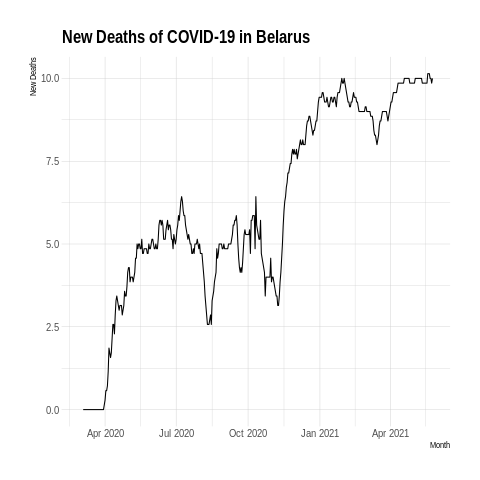 New Deaths of COVID-19 in Belarus
New Deaths
10.0
7.5
5.0
2.5
0.0
Apr 2020 Jul 2020 Oct 2020 Jan 2021 Apr 2021
Month